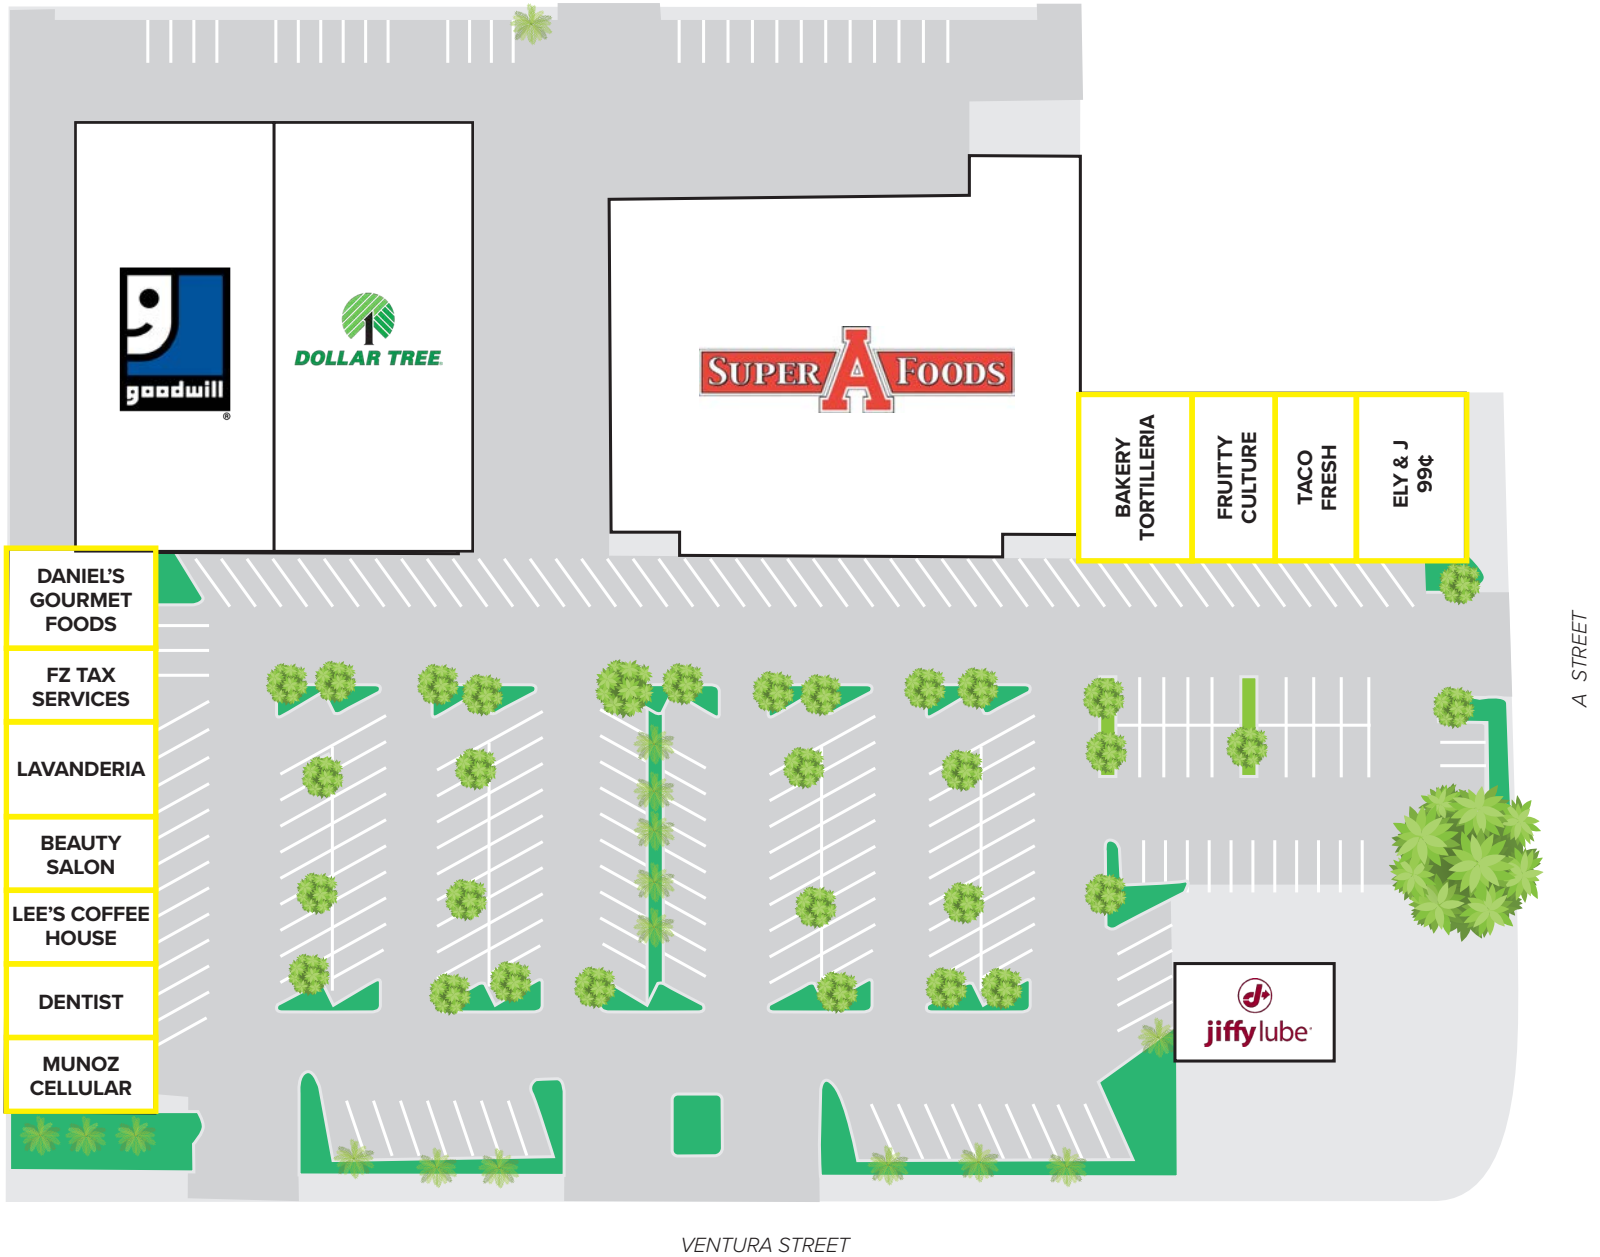 goodwill
®
DOLLAR TREE
SUPER A FOODS
BAKERY
TORTILLERIA
FRUITTY
CULTURE
TACO
FRESH
ELY & J
99¢
DANIEL'S
GOURMET
FOODS
FZ TAX
SERVICES
LAVANDERIA
BEAUTY
SALON
LEE'S COFFEE
HOUSE
DENTIST
MUNOZ
CELLULAR
jiffy lube
A STREET
VENTURA STREET